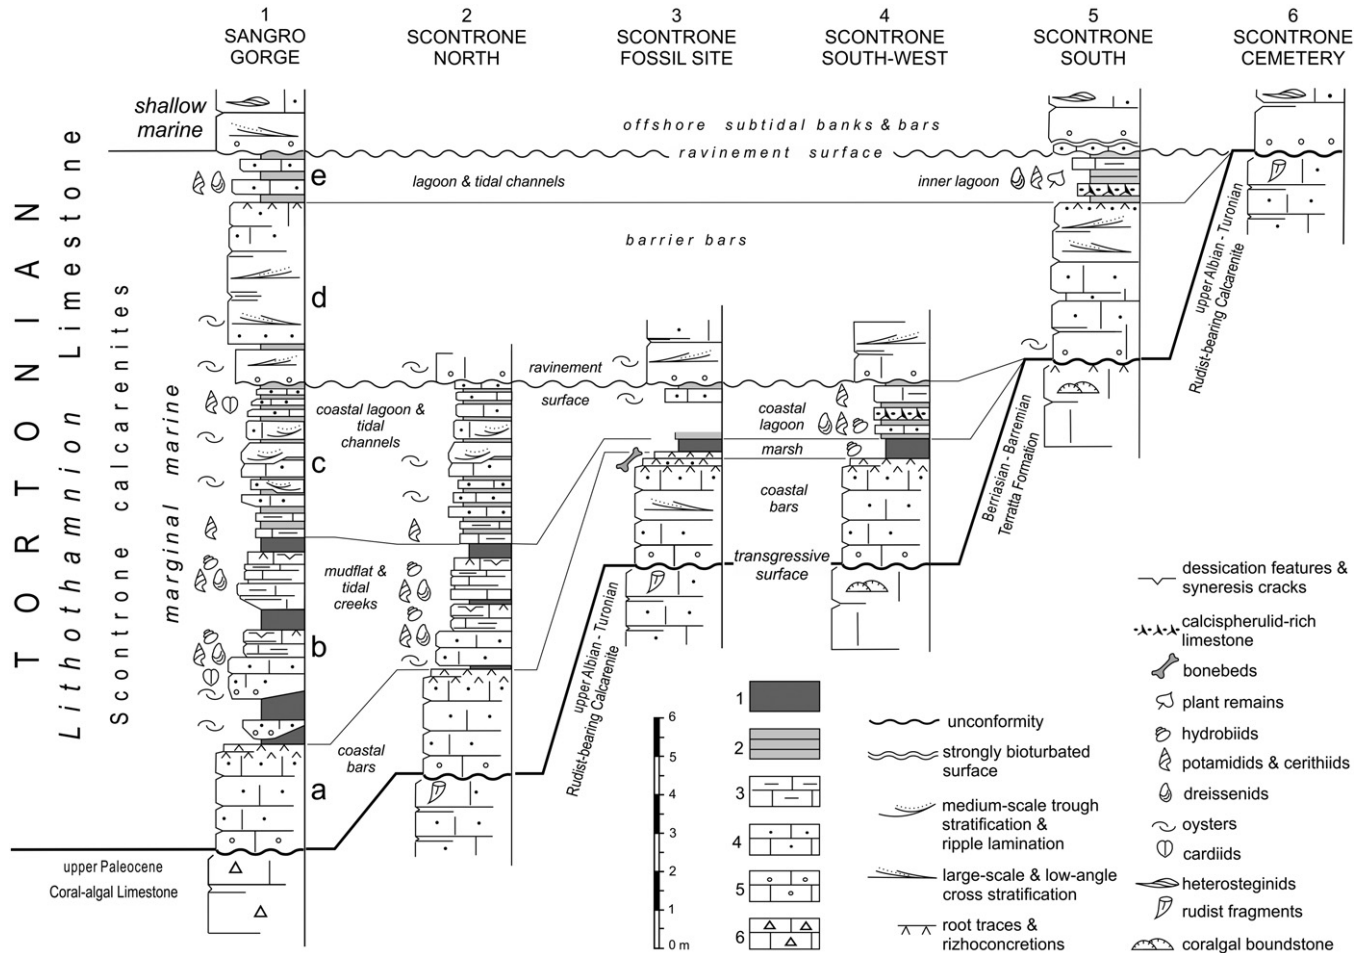 1
SANGRO
GORGE
2
SCONTRONE
NORTH
3
SCONTRONE
FOSSIL SITE
4
SCONTRONE
SOUTH-WEST
5
SCONTRONE
SOUTH
6
SCONTRONE
CEMETERY
TORTONIAN
Lithothamnion Limestone
Scontrone calcarenites
marginal marine
shallow
marine
offshore subtidal banks & bars
ravinement surface
e
lagoon & tidal channels
inner lagoon
barrier bars
d
ravinement
surface
coastal lagoon &
tidal
channels
c
coastal
lagoon
marsh
coastal
bars
transgressive
surface
mudflat &
tidal
creeks
b
coastal
bars
a
upper Paleocene
Coral-algal Limestone
upper Albian - Turonian
Rudist-bearing Calcarenite
Berriasian - Barremian
Terratta Formation
upper Albian - Turonian
Rudist-bearing Calcarenite
6
5
4
3
2
1
0 m
1
2
3
4
5
6
unconformity
strongly bioturbated
surface
medium-scale trough
stratification &
ripple lamination
large-scale & low-angle
cross stratification
root traces &
rizhoconcretions
dessication features &
syneresis cracks
calcispherulid-rich
limestone
bonebeds
plant remains
hydrobiids
potamidids & cerithiids
dreissenids
oysters
cardiids
heterosteginids
rudist fragments
coralgal boundstone